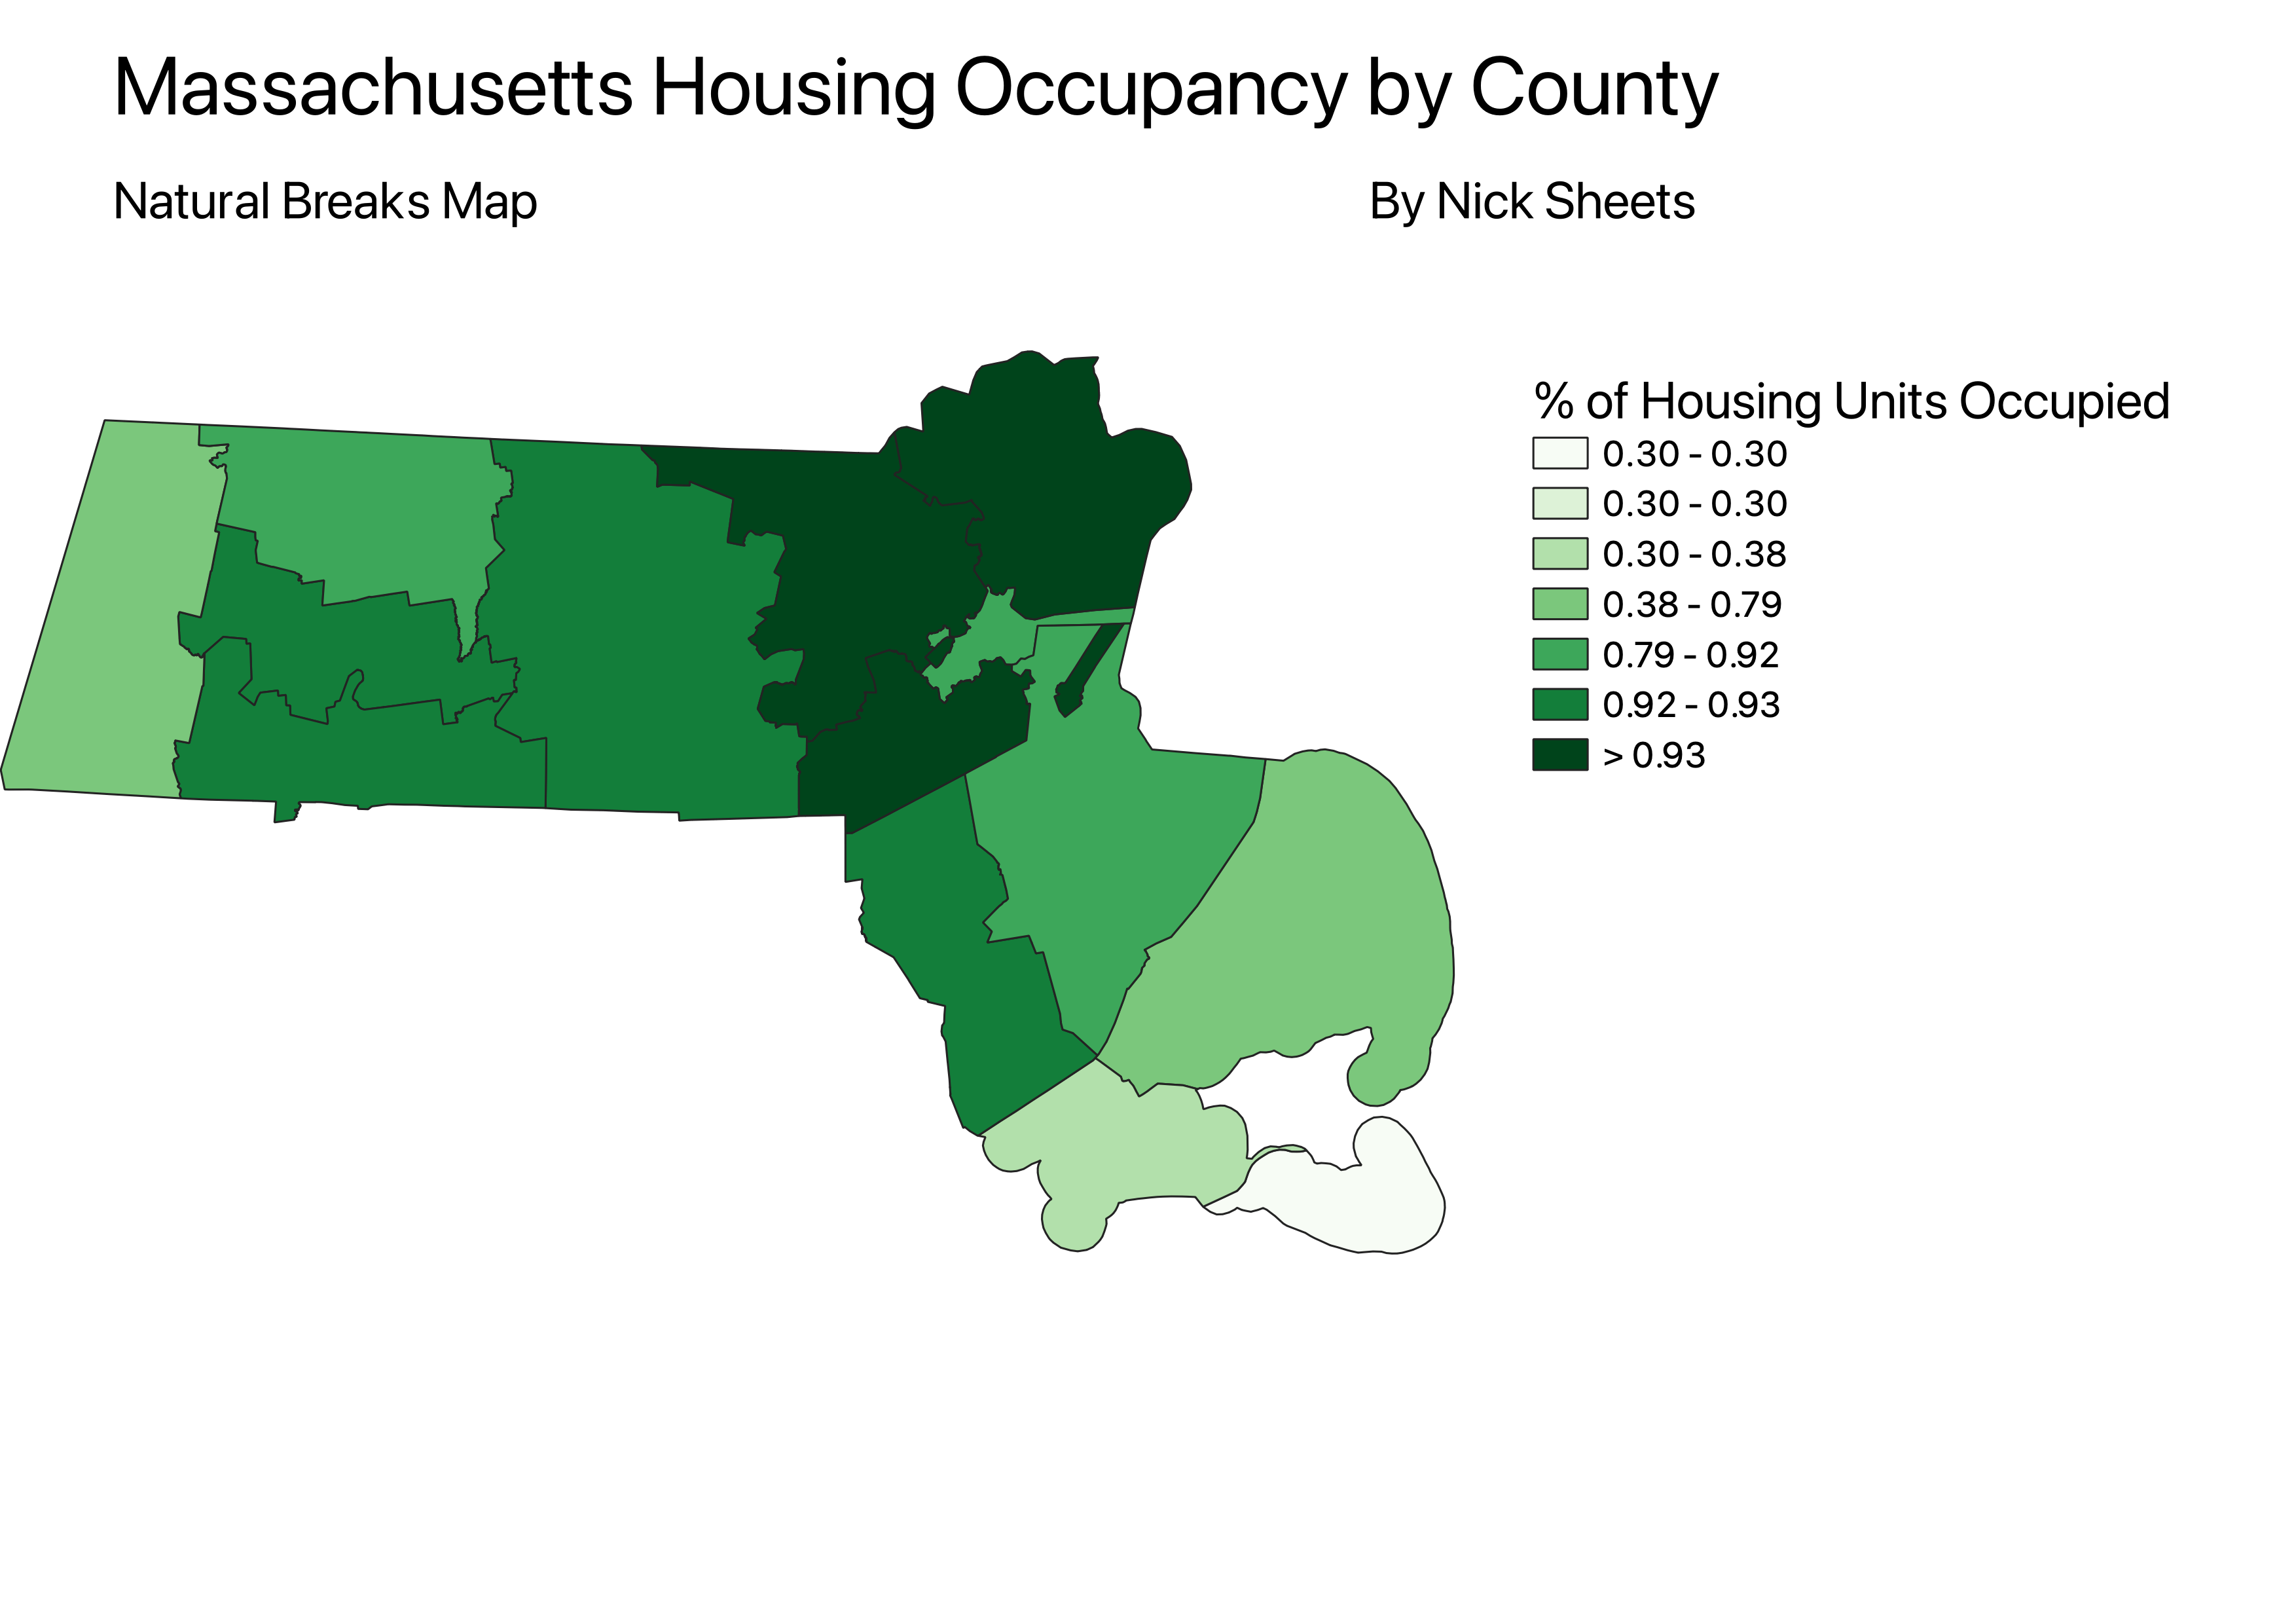 Massachusetts Housing Occupancy by County
Natural Breaks Map
By Nick Sheets
% of Housing Units Occupied
0.30 - 0.30
0.30 - 0.30
0.30 - 0.38
0.38 - 0.79
0.79 - 0.92
0.92 - 0.93
> 0.93